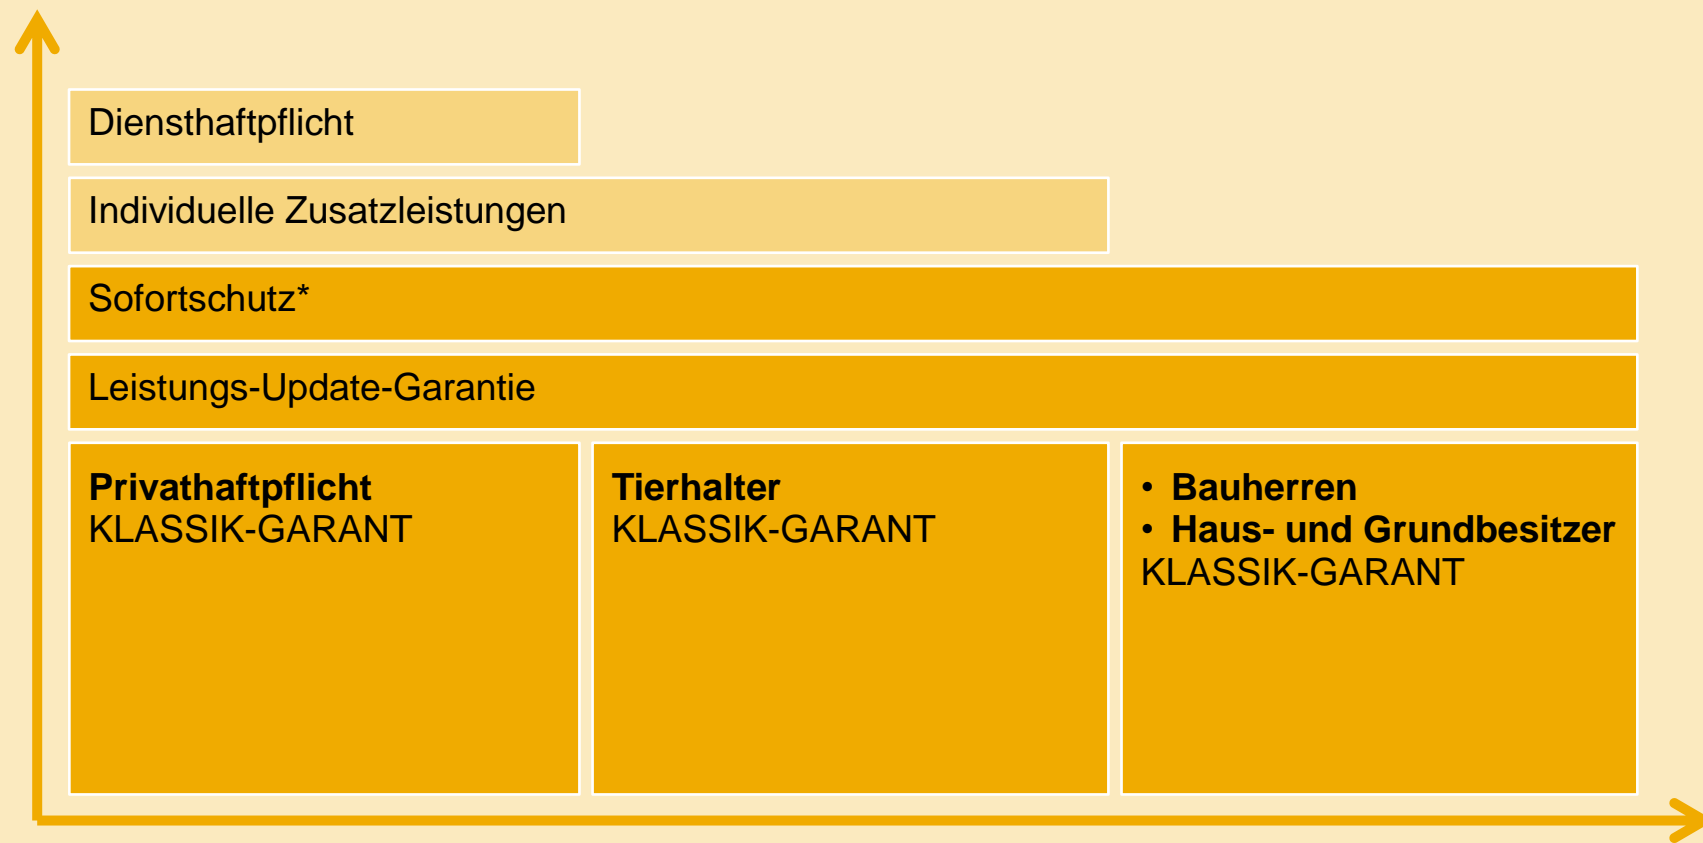 Diensthaftpflicht
Individuelle Zusatzleistungen
Sofortschutz*
Leistungs-Update-Garantie
Privathaftpflicht
KLASSIK-GARANT
Tierhalter
KLASSIK-GARANT
• Bauherren
• Haus- und Grundbesitzer
KLASSIK-GARANT